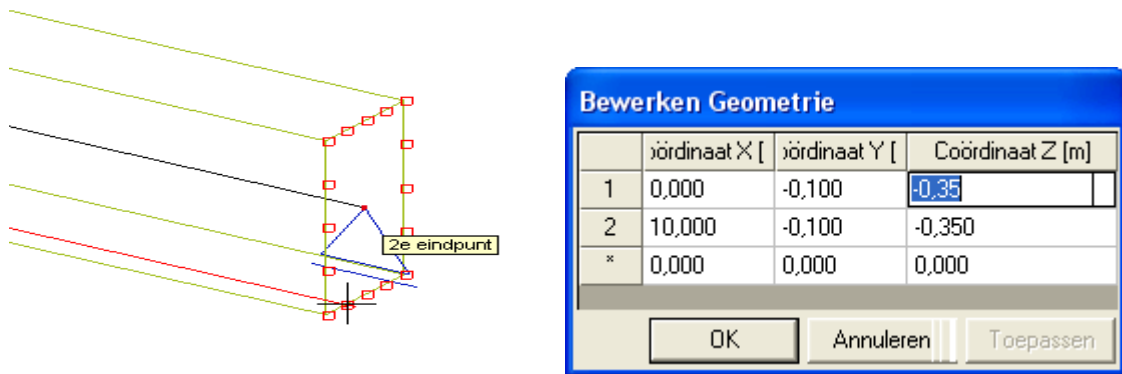 2e eindpunt
Bewerken Geometrie
oördinaat X [ oördinaat Y [ Coördinaat Z [m]
1 0,000 -0,100 -0,35
2 10,000 -0,100 -0,350
* 0,000 0,000 0,000
OK Annuleren Toepassen